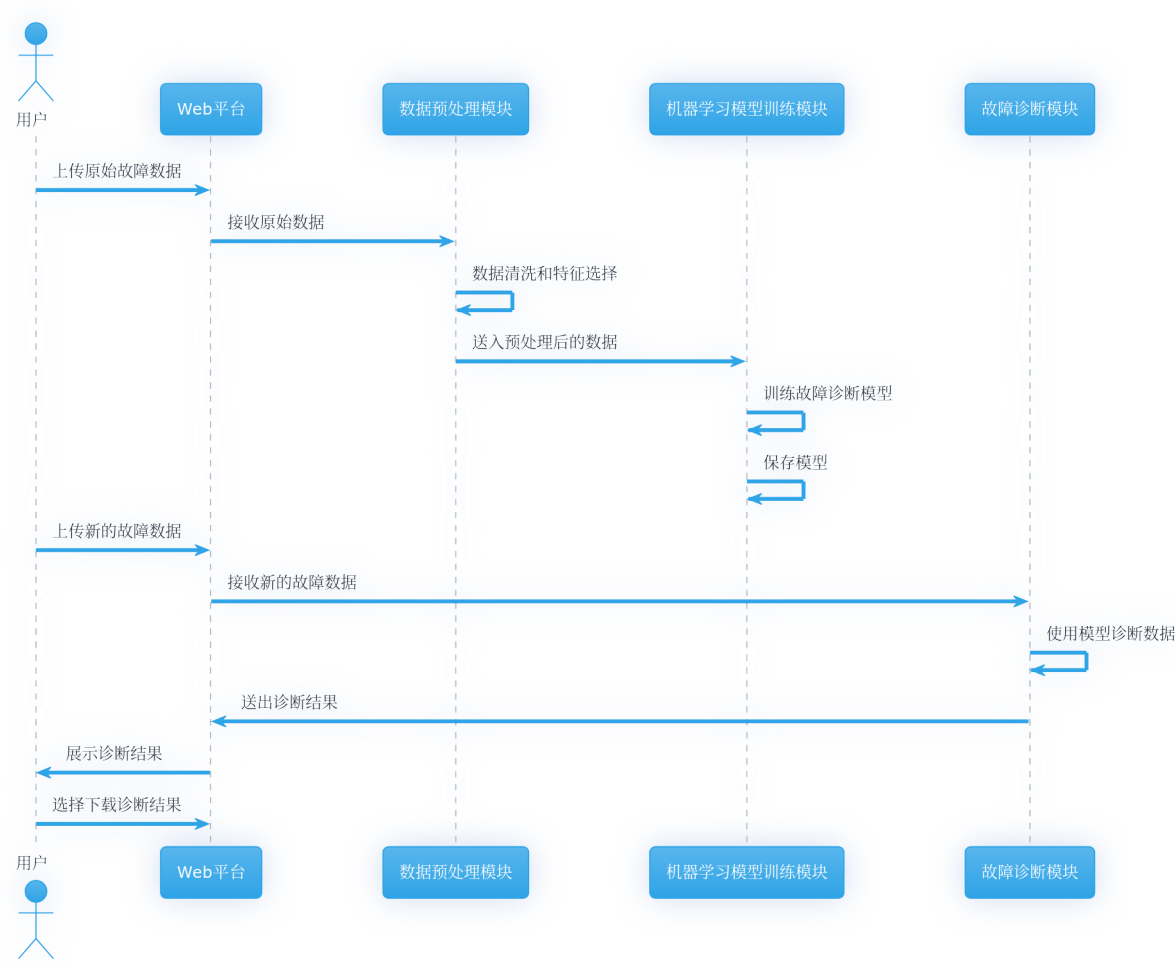 用户
Web平台
数据预处理模块
机器学习模型训练模块
故障诊断模块
上传原始故障数据
接收原始数据
数据清洗和特征选择
送入预处理后的数据
训练故障诊断模型
保存模型
上传新的故障数据
接收新的故障数据
使用模型诊断数据
送出诊断结果
展示诊断结果
选择下载诊断结果
用户
Web平台
数据预处理模块
机器学习模型训练模块
故障诊断模块